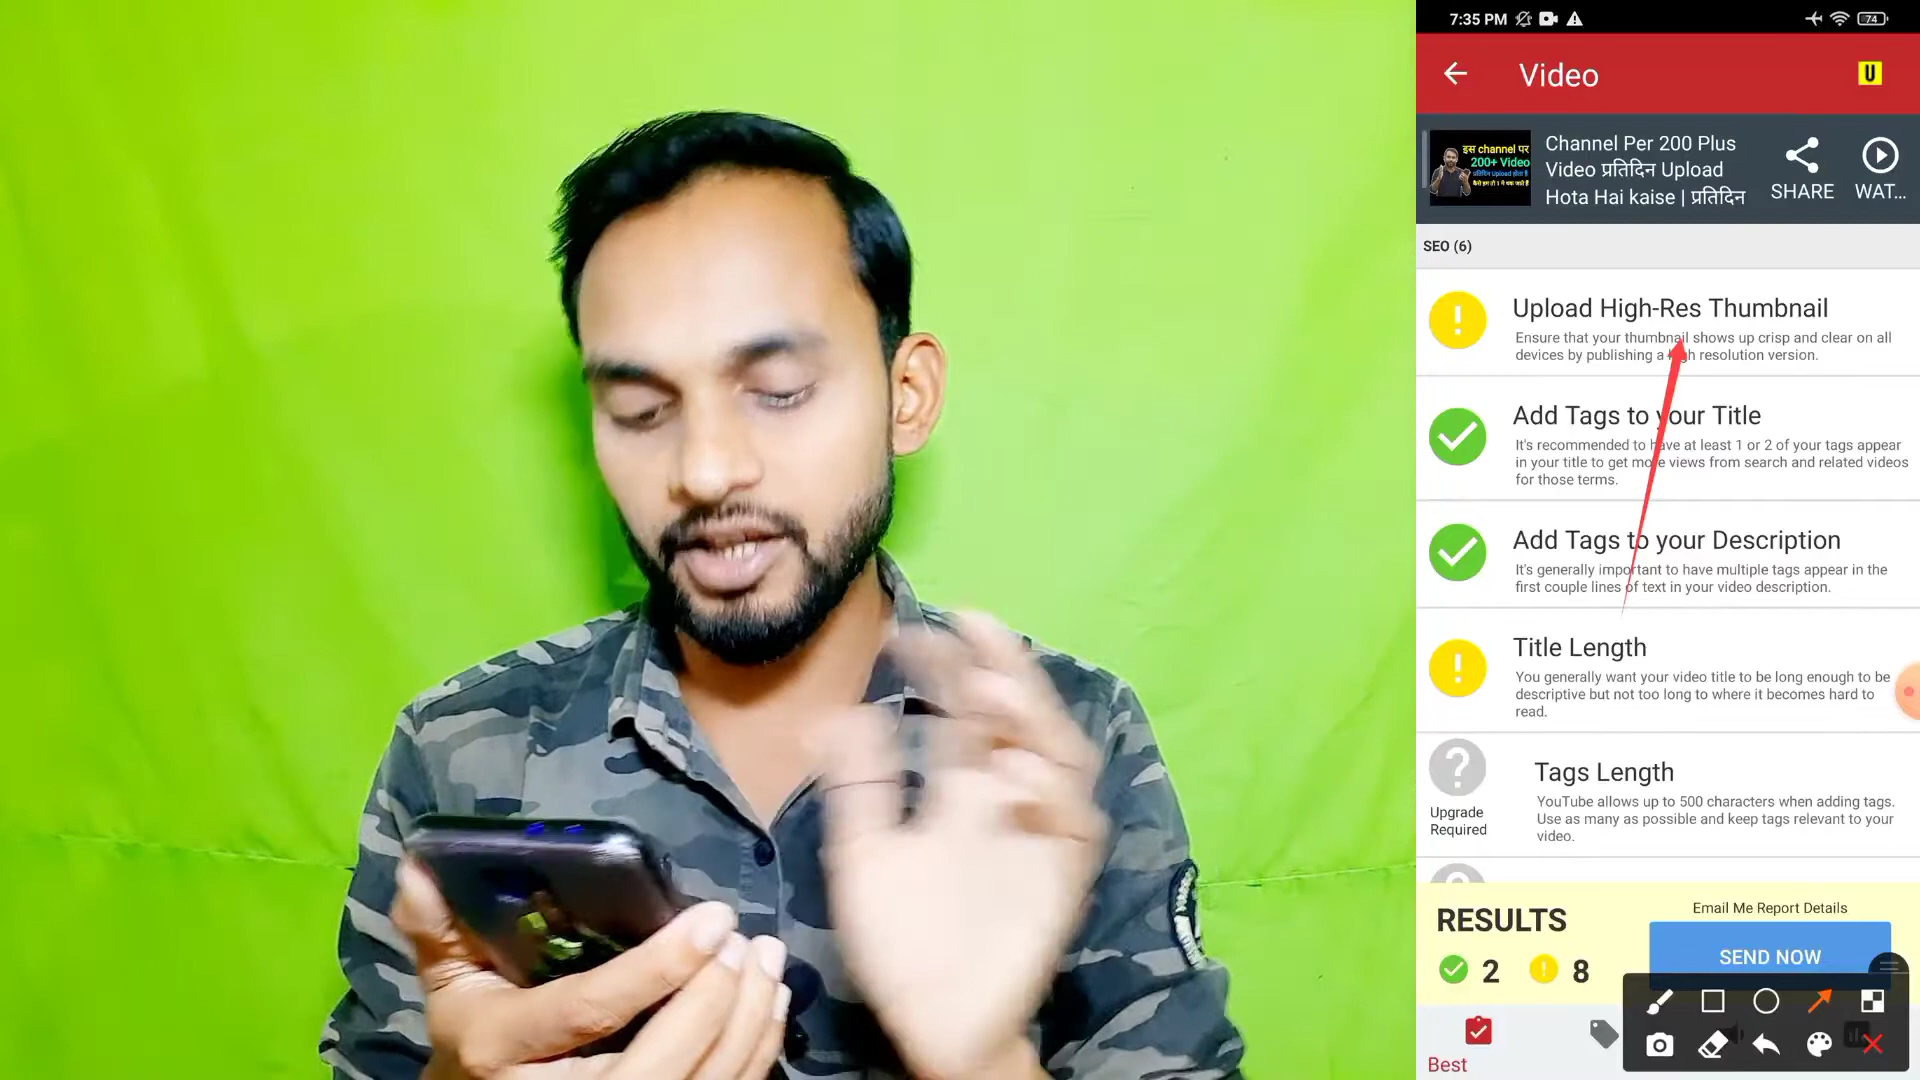 7:35 PM
74
Video
U
इस channel पर
200+ Video
Channel Per 200 Plus
Video प्रतिदिन Upload
Hota Hai kaise | प्रतिदिन
SHARE
WAT...
SEO (6)
Upload High-Res Thumbnail
Ensure that your thumbnail shows up crisp and clear on all
devices by publishing a high resolution version.
Add Tags to your Title
It's recommended to have at least 1 or 2 of your tags appear
in your title to get more views from search and related videos
for those terms.
Add Tags to your Description
It's generally important to have multiple tags appear in the
first couple lines of text in your video description.
Title Length
You generally want your video title to be long enough to be
descriptive but not too long to where it becomes hard to
read.
Tags Length
Upgrade
Required
YouTube allows up to 500 characters when adding tags.
Use as many as possible and keep tags relevant to your
video.
RESULTS
2
8
Email Me Report Details
SEND NOW
Best